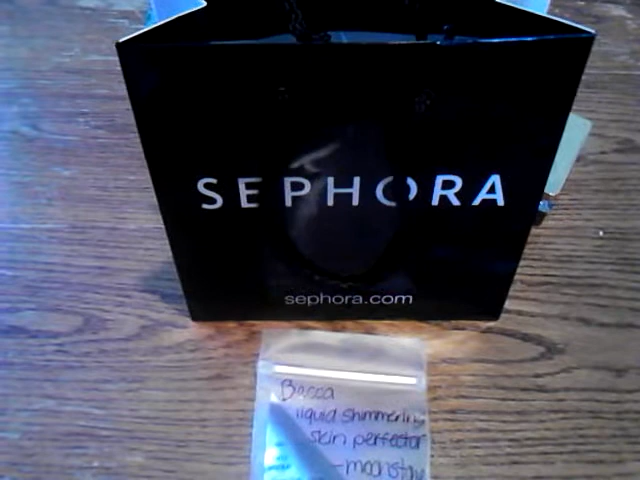 SEPHORA
sephora.com
Becca
liquid shimmering
skin perfector